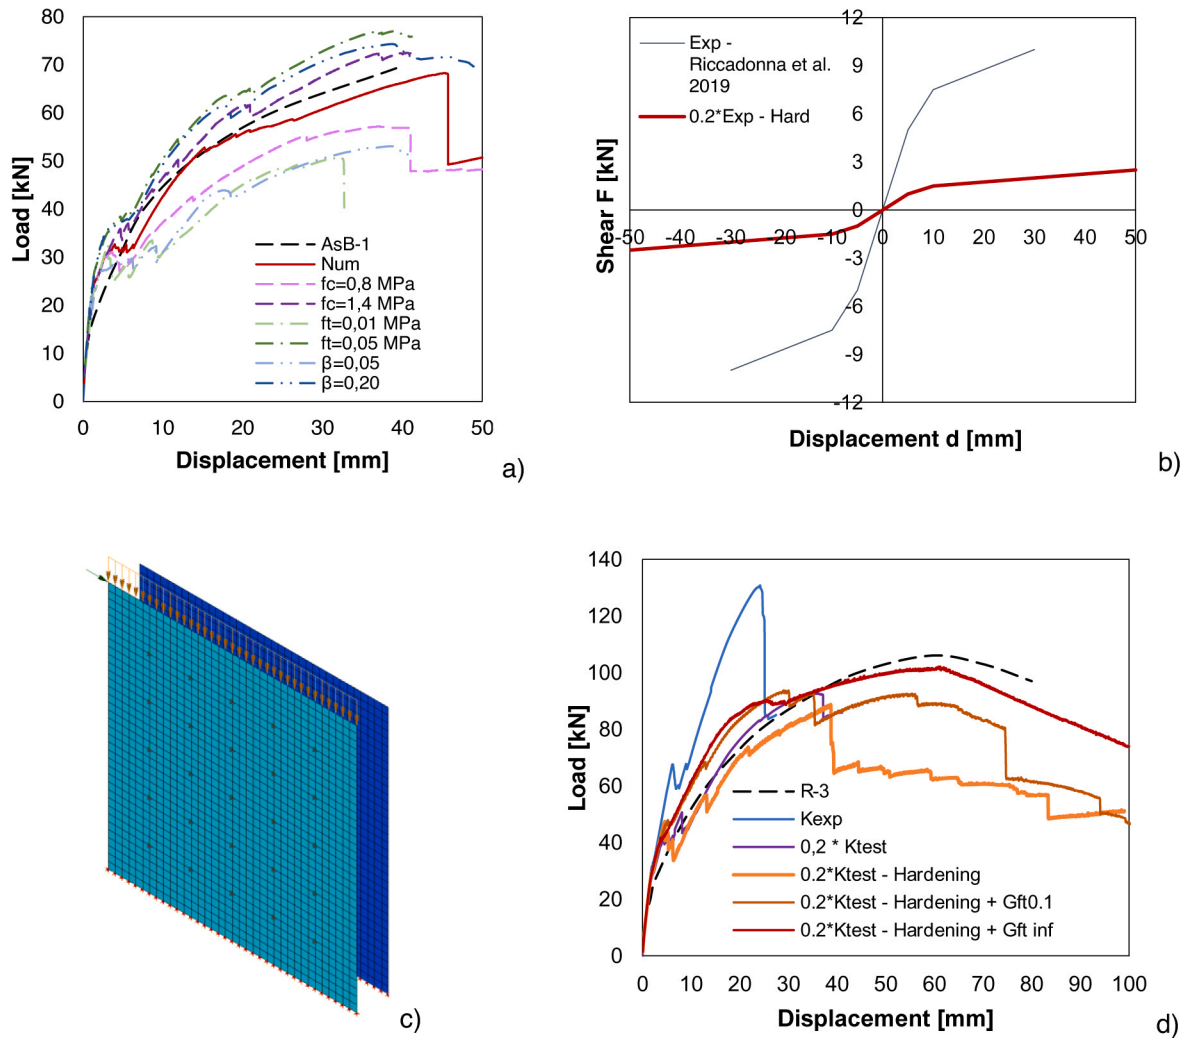 80
70
60
50
40
30
20
10
0
Load [kN]
AsB-1
Num
fc=0,8 MPa
fc=1,4 MPa
ft=0,01 MPa
ft=0,05 MPa
β=0,05
β=0,20
0 10 20 30 40 50
Displacement [mm]
a)
12
9
6
3
0
-3
-6
-9
-12
Shear F [kN]
Exp -
Riccadonna et al.
2019
0.2*Exp - Hard
-50 -30 -10 10 30 50
Displacement d [mm]
b)
c)
140
120
100
80
60
40
20
0
Load [kN]
R-3
Kexp
0,2 * Ktest
0.2*Ktest - Hardening
0.2*Ktest - Hardening + Gft0.1
0.2*Ktest - Hardening + Gft inf
0 10 20 30 40 50 60 70 80 90 100
Displacement [mm]
d)